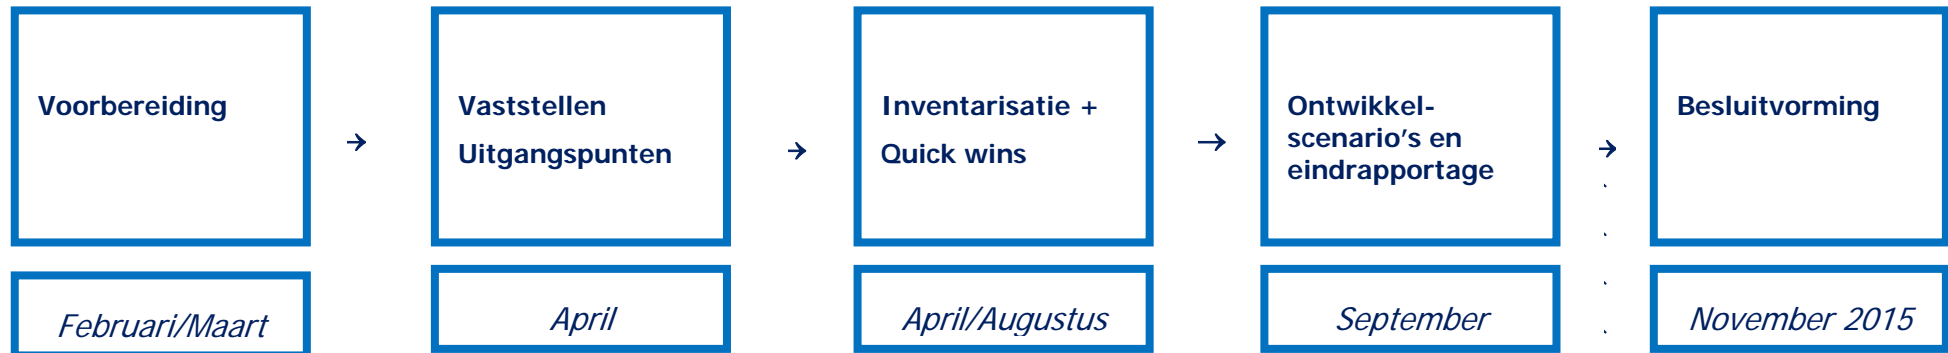 Voorbereiding
→
Vaststellen
Uitgangspunten
→
Inventarisatie +
Quick wins
→
Ontwikkel-
scenario's en
eindrapportage
→
Besluitvorming
Februari/Maart
April
April/Augustus
September
November 2015